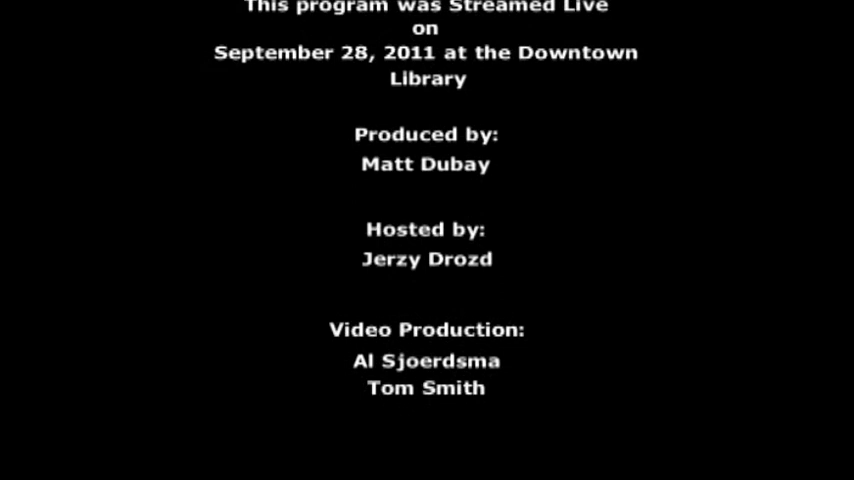 This program was Streamed Live
on
September 28, 2011 at the Downtown
Library
Produced by:
Matt Dubay
Hosted by:
Jerzy Drozd
Video Production:
Al Sjoerdsma
Tom Smith